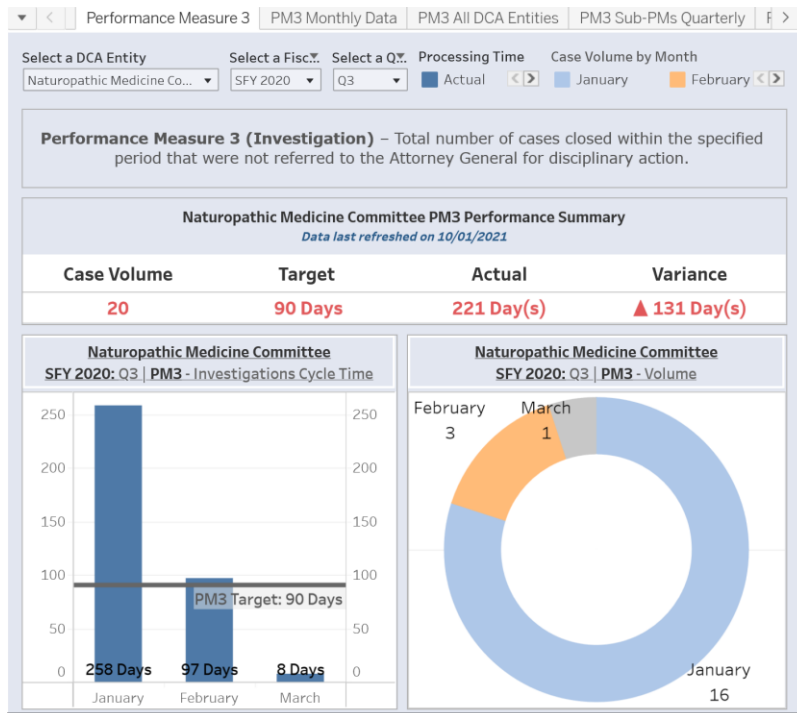 Performance Measure 3
PM3 Monthly Data
PM3 All DCA Entities
PM3 Sub-PMs Quarterly
Select a DCA Entity
Select a Fisc..
Select a Q..
Processing Time
Case Volume by Month
Naturopathic Medicine Co...
SFY 2020
Q3
Actual
January
February
Performance Measure 3 (Investigation) – Total number of cases closed within the specified
period that were not referred to the Attorney General for disciplinary action.
Naturopathic Medicine Committee PM3 Performance Summary
Data last refreshed on 10/01/2021
Case Volume
Target
Actual
Variance
20
90 Days
221 Day(s)
▲ 131 Day(s)
Naturopathic Medicine Committee
SFY 2020: Q3 | PM3 - Investigations Cycle Time
250
250
200
200
150
150
100
100
PM3 Target: 90 Days
50
50
0
258 Days
97 Days
8 Days
0
January
February
March
Naturopathic Medicine Committee
SFY 2020: Q3 | PM3 - Volume
February
3
March
1
January
16